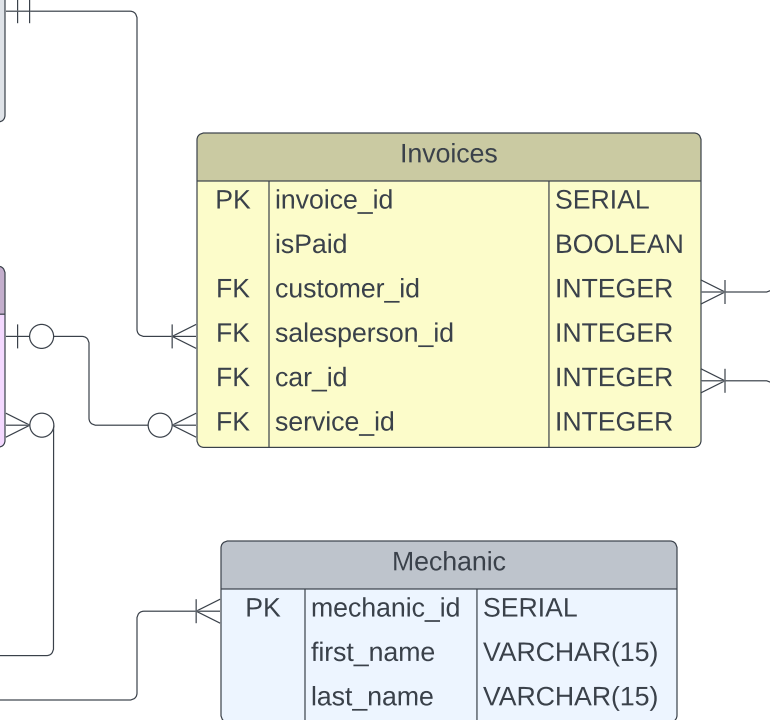 Invoices
PK invoice_id SERIAL
isPaid BOOLEAN
FK customer_id INTEGER
FK salesperson_id INTEGER
FK car_id INTEGER
FK service_id INTEGER
Mechanic
PK mechanic_id SERIAL
first_name VARCHAR(15)
last_name VARCHAR(15)